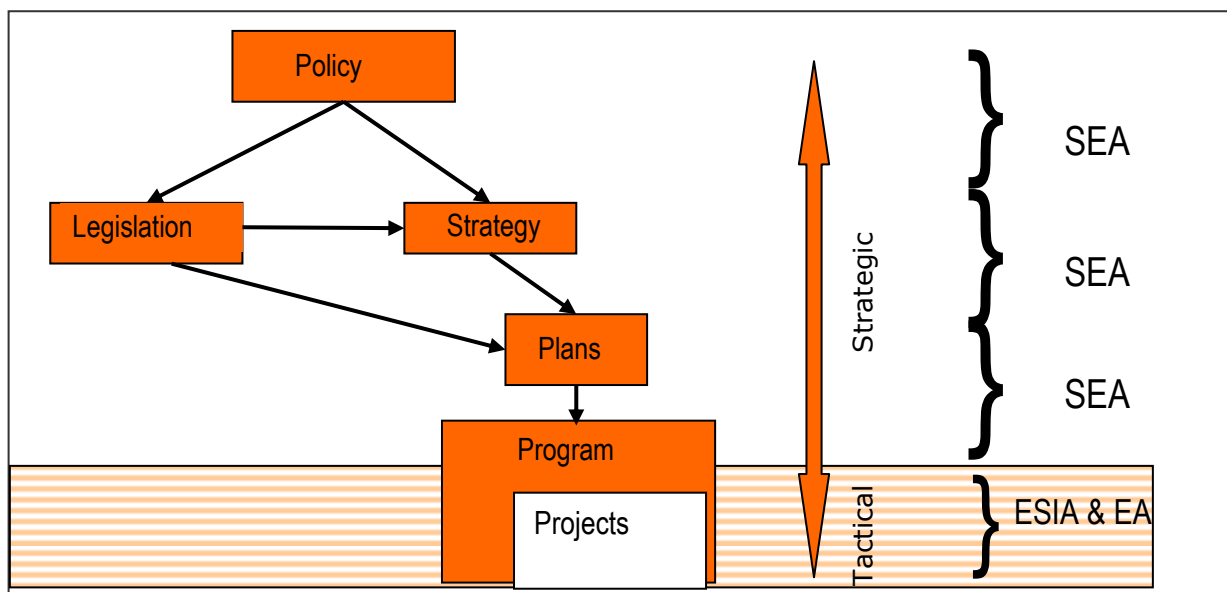 Policy
SEA
Legislation
Strategy
Strategic
SEA
Plans
SEA
Program
Projects
Tactical
ESIA & EA